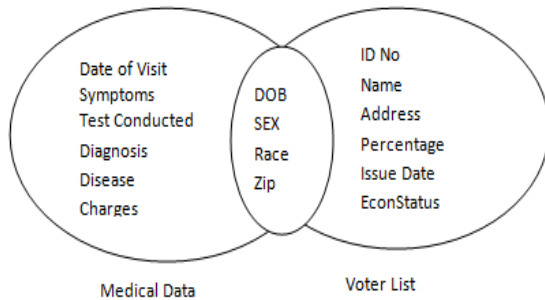 Date of Visit
Symptoms
Test Conducted
Diagnosis
Disease
Charges
DOB
SEX
Race
Zip
ID No
Name
Address
Percentage
Issue Date
EconStatus
Medical Data
Voter List